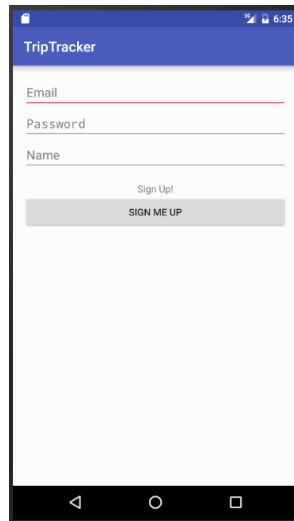 6:35
TripTracker
Email
Password
Name
Sign Up!
SIGN ME UP